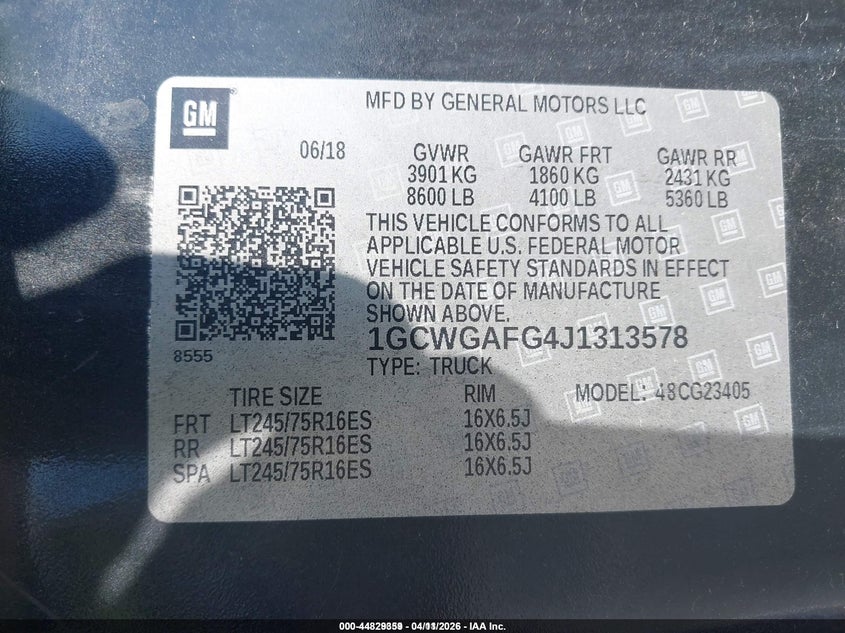 GM
MFD BY GENERAL MOTORS LLC
06/18 GVWR GAWR FRT GAWR RR
3901 KG 1860 KG 2431 KG
8600 LB 4100 LB 5360 LB
THIS VEHICLE CONFORMS TO ALL
APPLICABLE U.S. FEDERAL MOTOR
VEHICLE SAFETY STANDARDS IN EFFECT
ON THE DATE OF MANUFACTURE
SHOWN ABOVE.
8555
1GCWGAFG4J1313578
TYPE: TRUCK
TIRE SIZE RIM MODEL: 48CG23405
FRT LT245/75R16ES 16X6.5J
RR LT245/75R16ES 16X6.5J
SPA LT245/75R16ES 16X6.5J
IAA Inc.